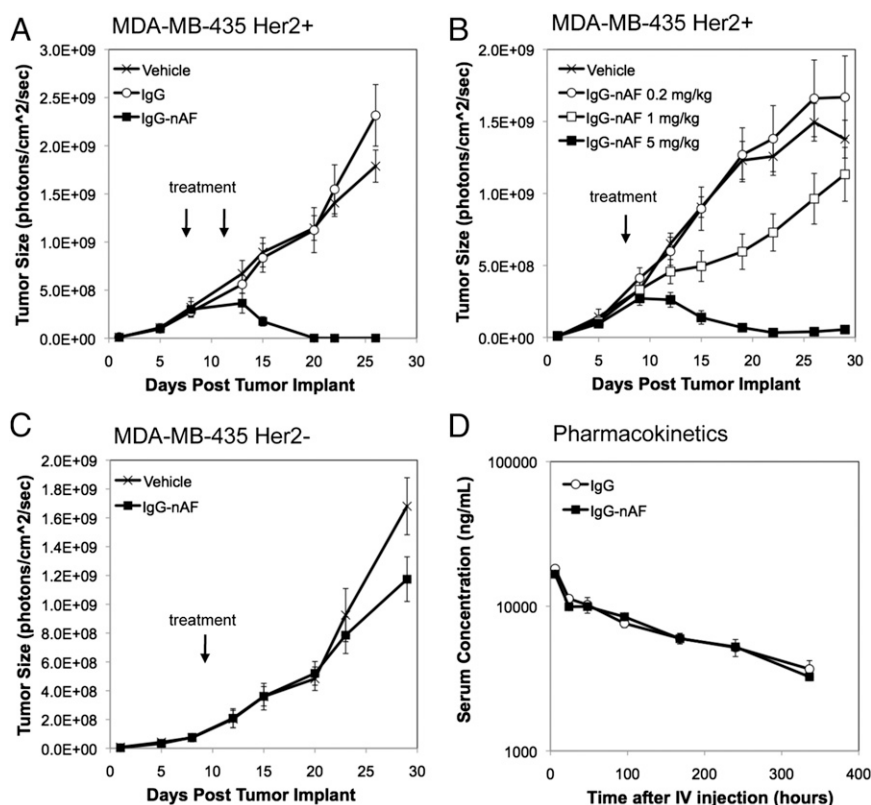 A
MDA-MB-435 Her2+
Tumor Size (photons/cm^2/sec)
3.0E+09
2.5E+09
2.0E+09
1.5E+09
1.0E+09
5.0E+08
0.0E+00
Vehicle
IgG
IgG-nAF
treatment
0 5 10 15 20 25 30
Days Post Tumor Implant
B
MDA-MB-435 Her2+
Tumor Size (photons/cm^2/sec)
2.0E+09
1.5E+09
1.0E+09
5.0E+08
0.0E+00
Vehicle
IgG-nAF 0.2 mg/kg
IgG-nAF 1 mg/kg
IgG-nAF 5 mg/kg
treatment
0 5 10 15 20 25 30
Days Post Tumor Implant
C
MDA-MB-435 Her2-
Tumor Size (photons/cm^2/sec)
2.0E+09
1.8E+09
1.6E+09
1.4E+09
1.2E+09
1.0E+09
8.0E+08
6.0E+08
4.0E+08
2.0E+08
0.0E+00
Vehicle
IgG-nAF
treatment
0 5 10 15 20 25 30
Days Post Tumor Implant
D
Pharmacokinetics
Serum Concentration (ng/mL)
100000
10000
1000
IgG
IgG-nAF
0 100 200 300 400
Time after IV injection (hours)